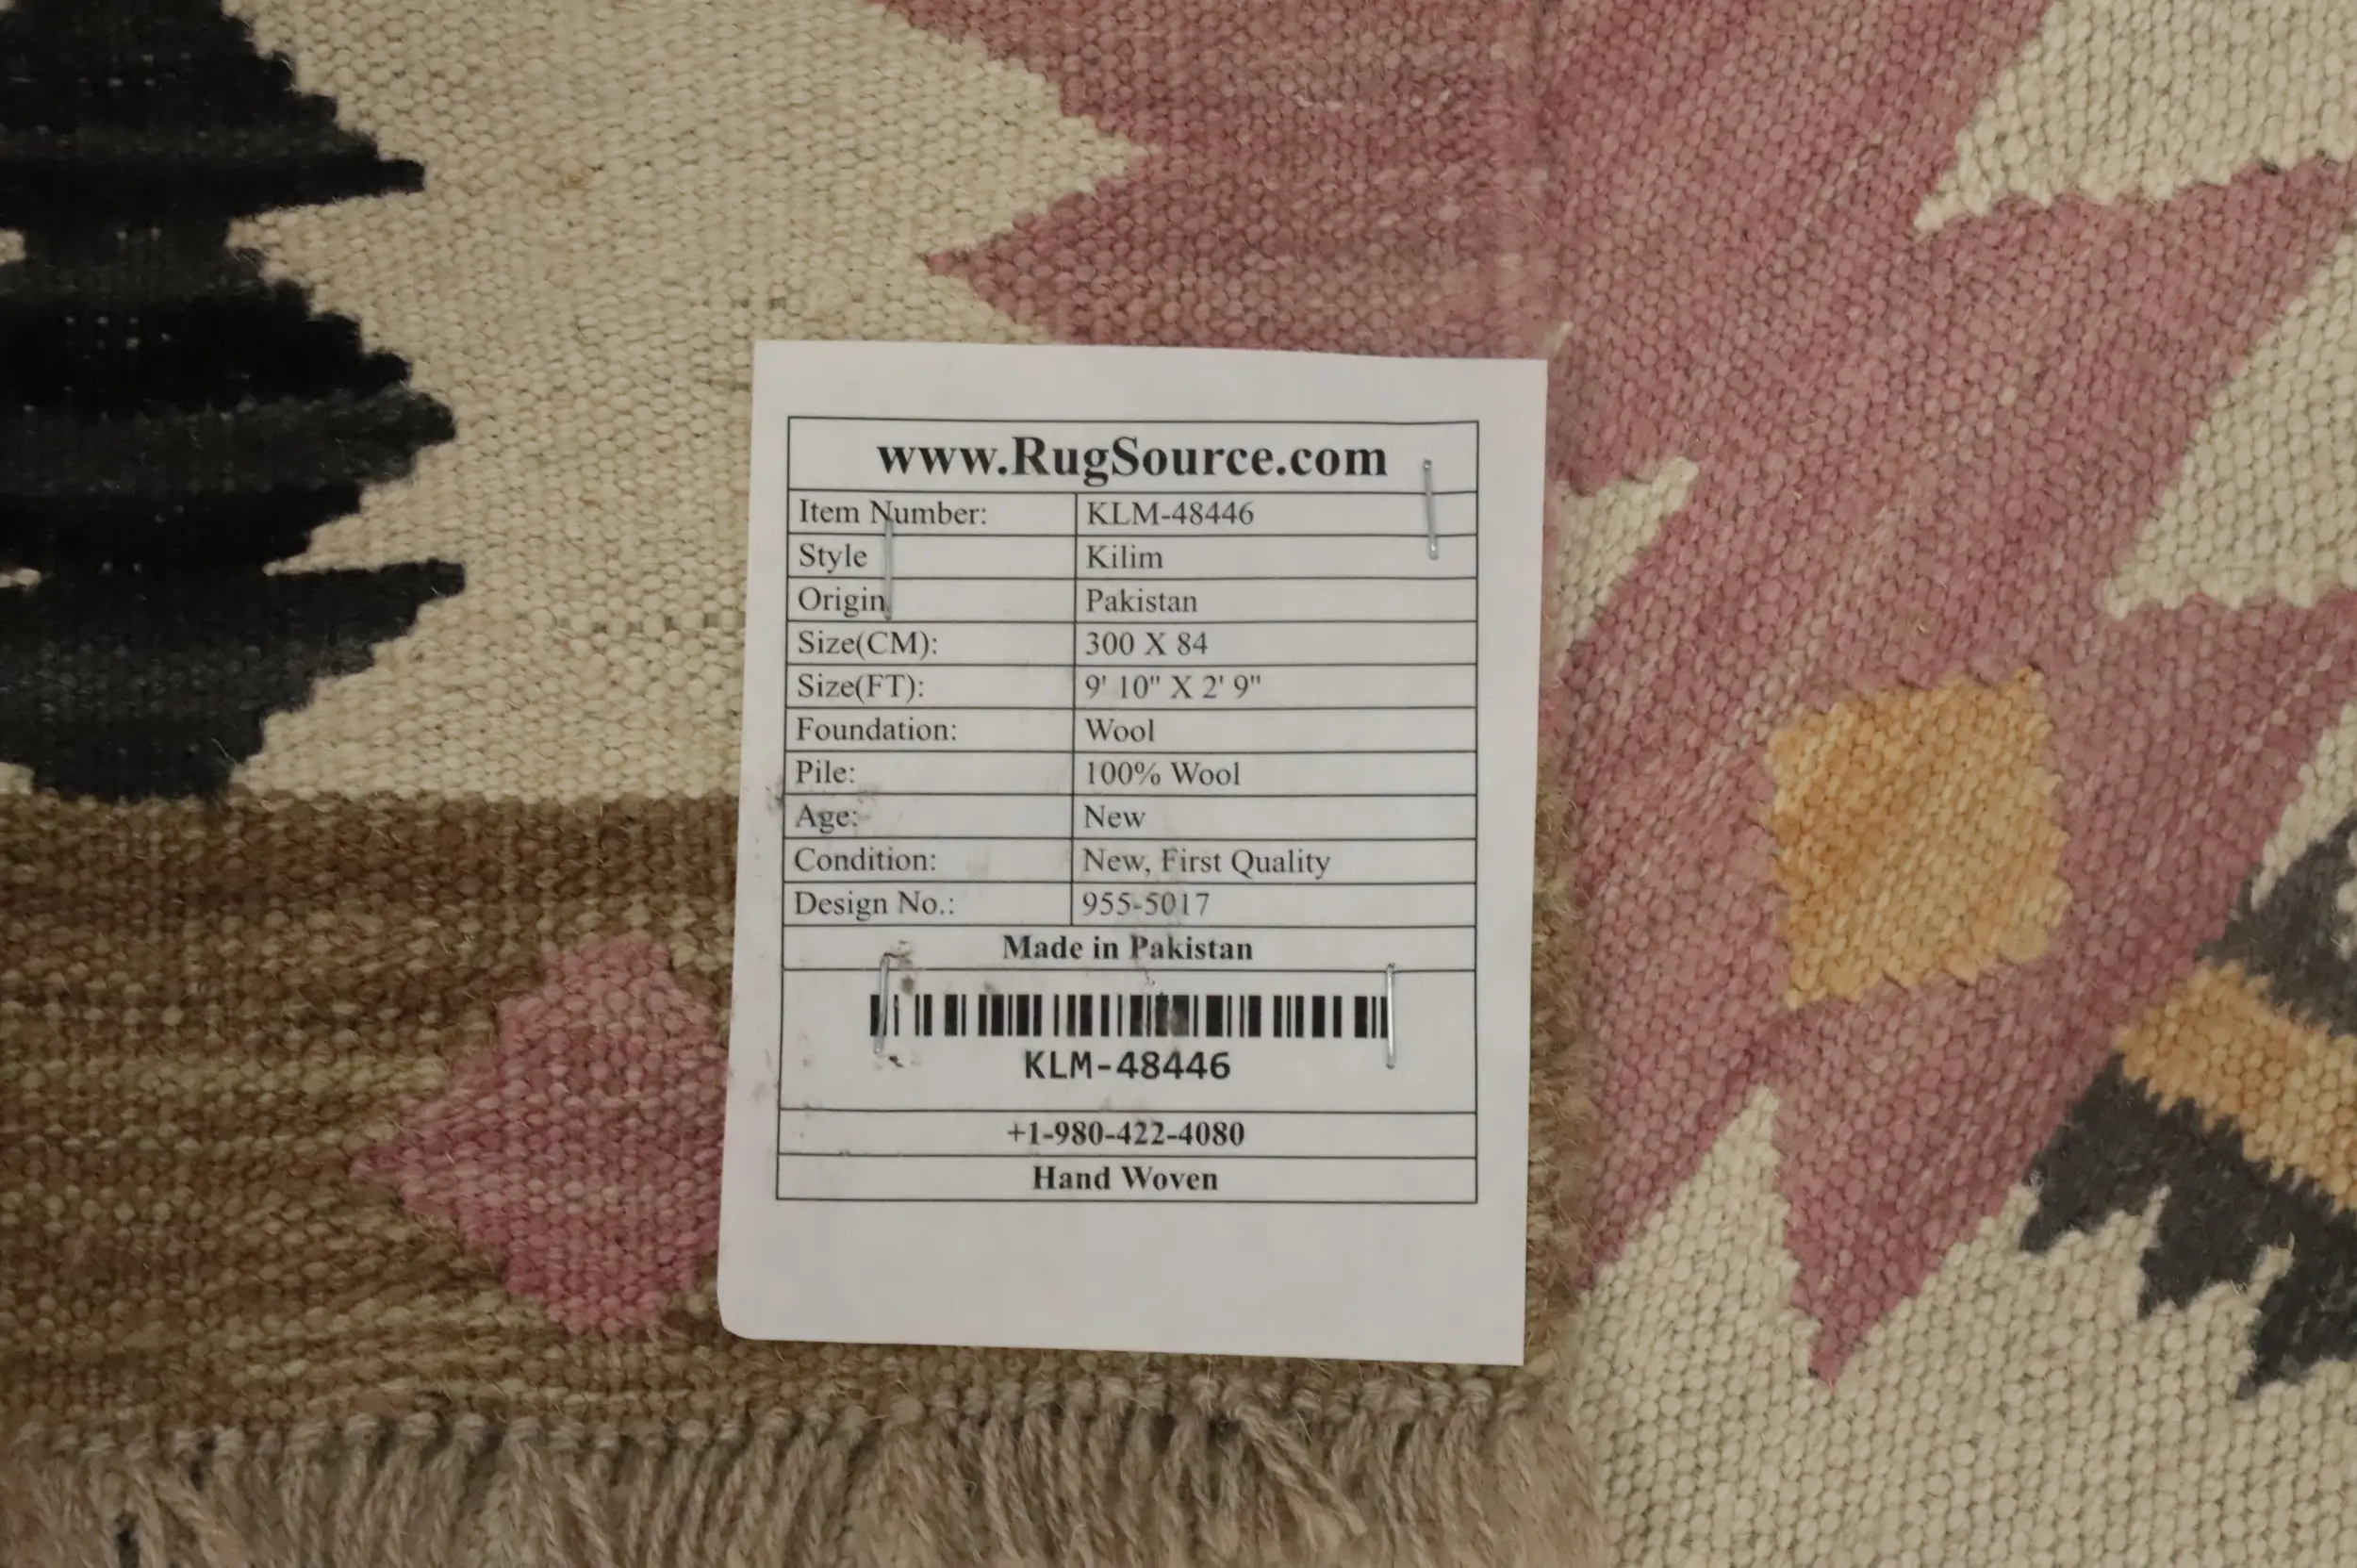 www.RugSource.com
Item Number: KLM-48446
Style Kilim
Origin Pakistan
Size(CM): 300 X 84
Size(FT): 9' 10" X 2' 9"
Foundation: Wool
Pile: 100% Wool
Age: New
Condition: New, First Quality
Design No.: 955-5017
Made in Pakistan
KLM-48446
+1-980-422-4080
Hand Woven